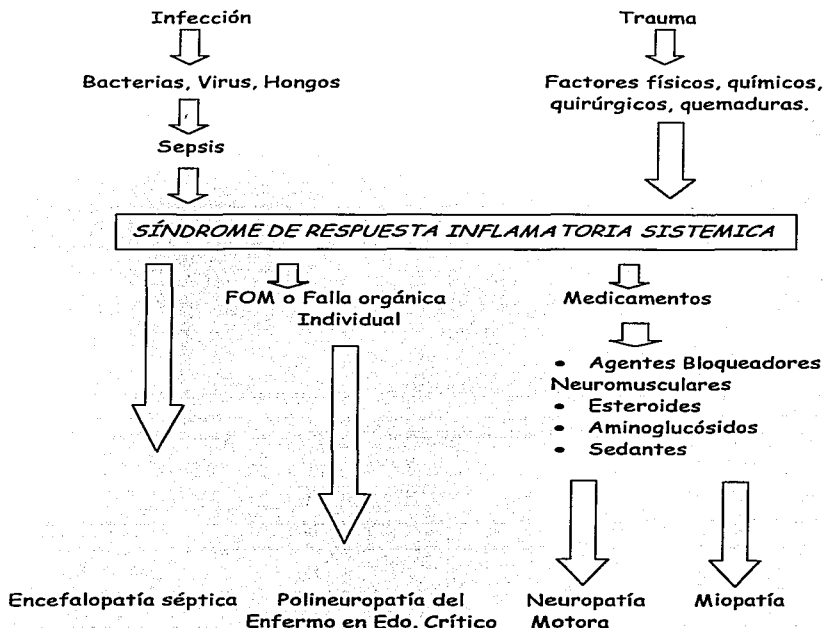 Infección
Trauma
Bacterias, Virus, Hongos
Factores físicos, químicos,
quirúrgicos, quemaduras.
Sepsis
SÍNDROME DE RESPUESTA INFLAMATORIA SISTEMICA
FOM o Falla orgánica
Individual
Medicamentos
• Agentes Bloqueadores
Neuromusculares
• Esteroides
• Aminoglucósidos
• Sedantes
Encefalopatía séptica
Polineuropatía del
Enfermo en Edo. Crítico
Neuropatía
Motora
Miopatía